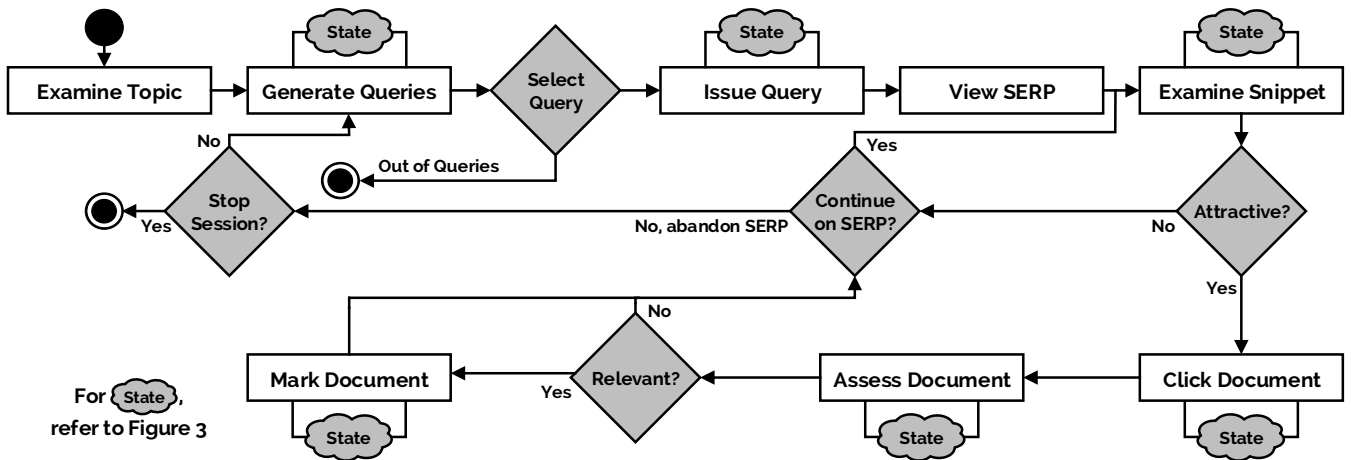 State
State
State
Examine Topic
Generate Queries
Select
Query
Issue Query
View SERP
Examine Snippet
No
Yes
Out of Queries
Stop
Session?
Yes
No, abandon SERP
Continue
on SERP?
No
Attractive?
Yes
No
Mark Document
Yes
Relevant?
Assess Document
Click Document
For State,
refer to Figure 3
State
State
State